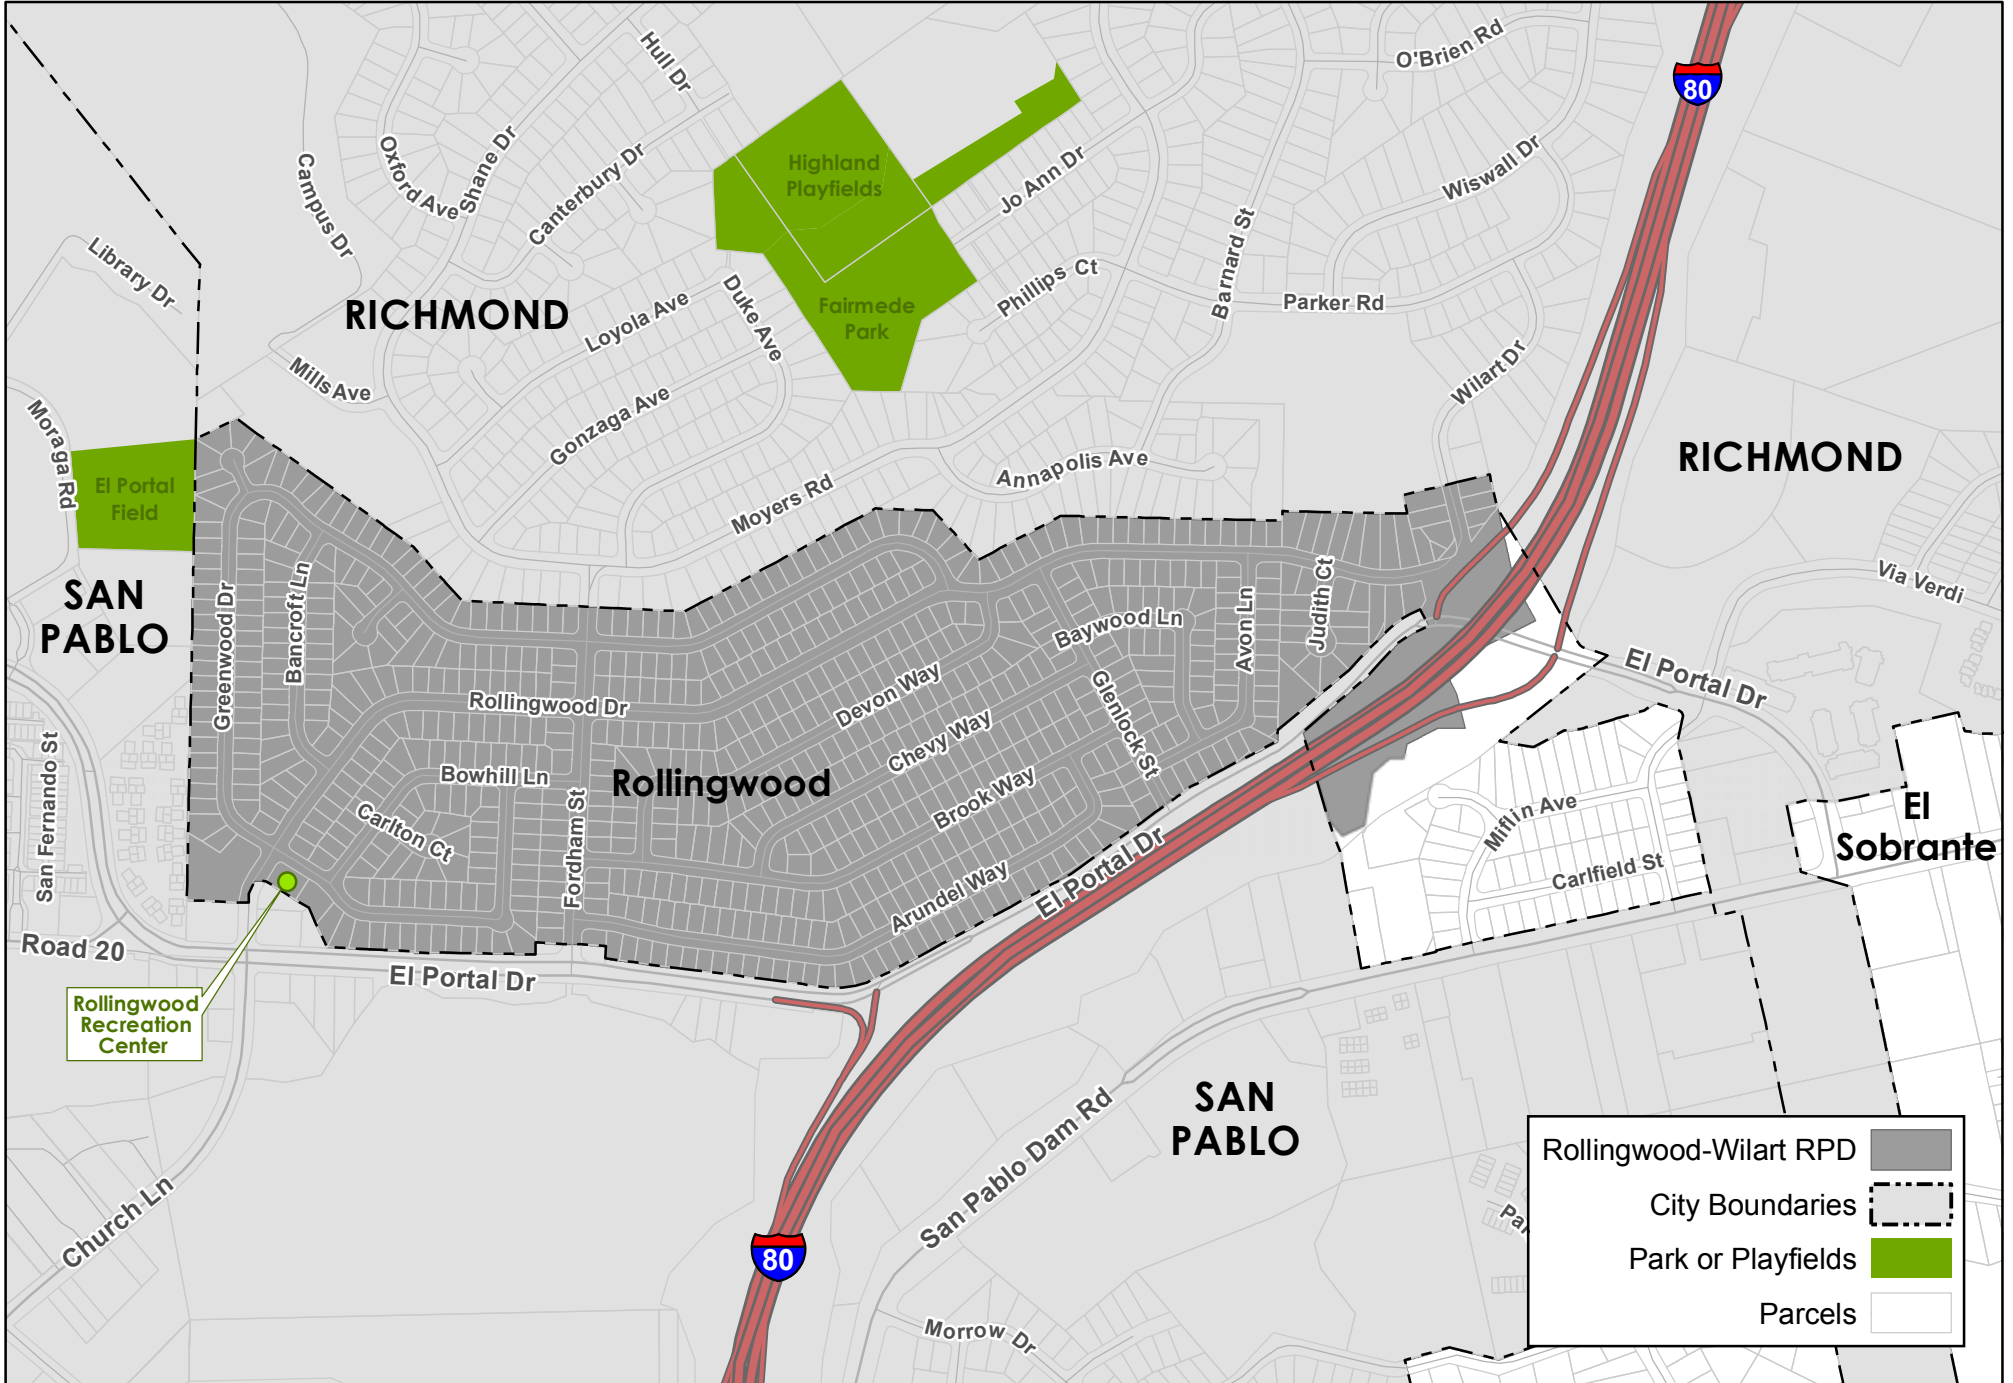 O'Brien Rd
Hull Dr
80
Highland
Playfields
Oxford Ave
Shane Dr
Canterbury Dr
Campus Dr
Jo Ann Dr
Wiswall Dr
Library Dr
Barnard St
Phillips Ct
Parker Rd
RICHMOND
Loyola Ave
Duke Ave
Fairmede
Park
Mills Ave
Wilart Dr
Gonzaga Ave
Moraga Rd
El Portal
Field
Moyers Rd
Annapolis Ave
RICHMOND
SAN
PABLO
Greenwood Dr
Bancroft Ln
Via Verdi
Judith Ct
Avon Ln
Baywood Ln
Glenlock St
Rollingwood Dr
Devon Way
Chevy Way
El Portal Dr
San Fernando St
Bowhill Ln
Rollingwood
Brook Way
Carlton Ct
Fordham St
Arundel Way
El Portal Dr
Miflin Ave
Carlfield St
El
Sobrante
Road 20
El Portal Dr
Rollingwood
Recreation
Center
Church Ln
San Pablo Dam Rd
SAN
PABLO
80
Morrow Dr
Rollingwood-Wilart RPD
City Boundaries
Park or Playfields
Parcels